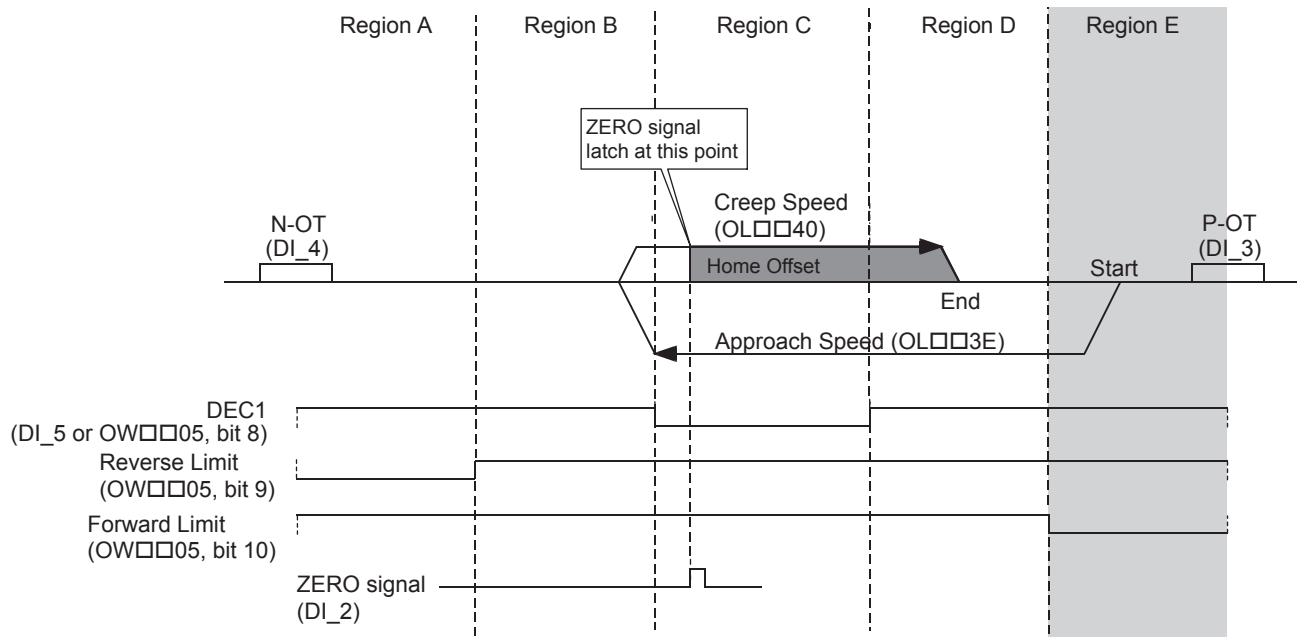 Region A
Region B
Region C
Region D
Region E
ZERO signal
latch at this point
Creep Speed
(OL□□40)
N-OT
(DI_4)
P-OT
(DI_3)
Home Offset
Start
End
Approach Speed (OL□□3E)
DEC1
(DI_5 or OW□□05, bit 8)
Reverse Limit
(OW□□05, bit 9)
Forward Limit
(OW□□05, bit 10)
ZERO signal
(DI_2)